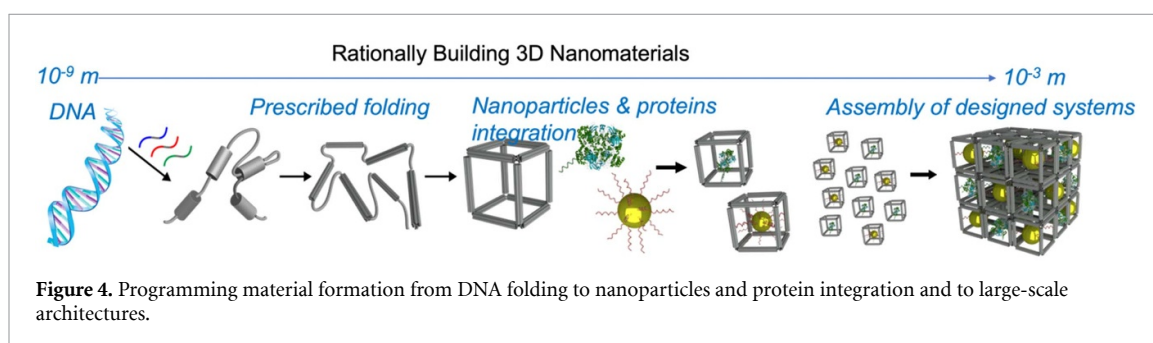 Rationally Building 3D Nanomaterials
10⁻⁹ m
10⁻³ m
DNA
Prescribed folding
Nanoparticles & proteins
integration
Assembly of designed systems
Figure 4. Programming material formation from DNA folding to nanoparticles and protein integration and to large-scale
architectures.